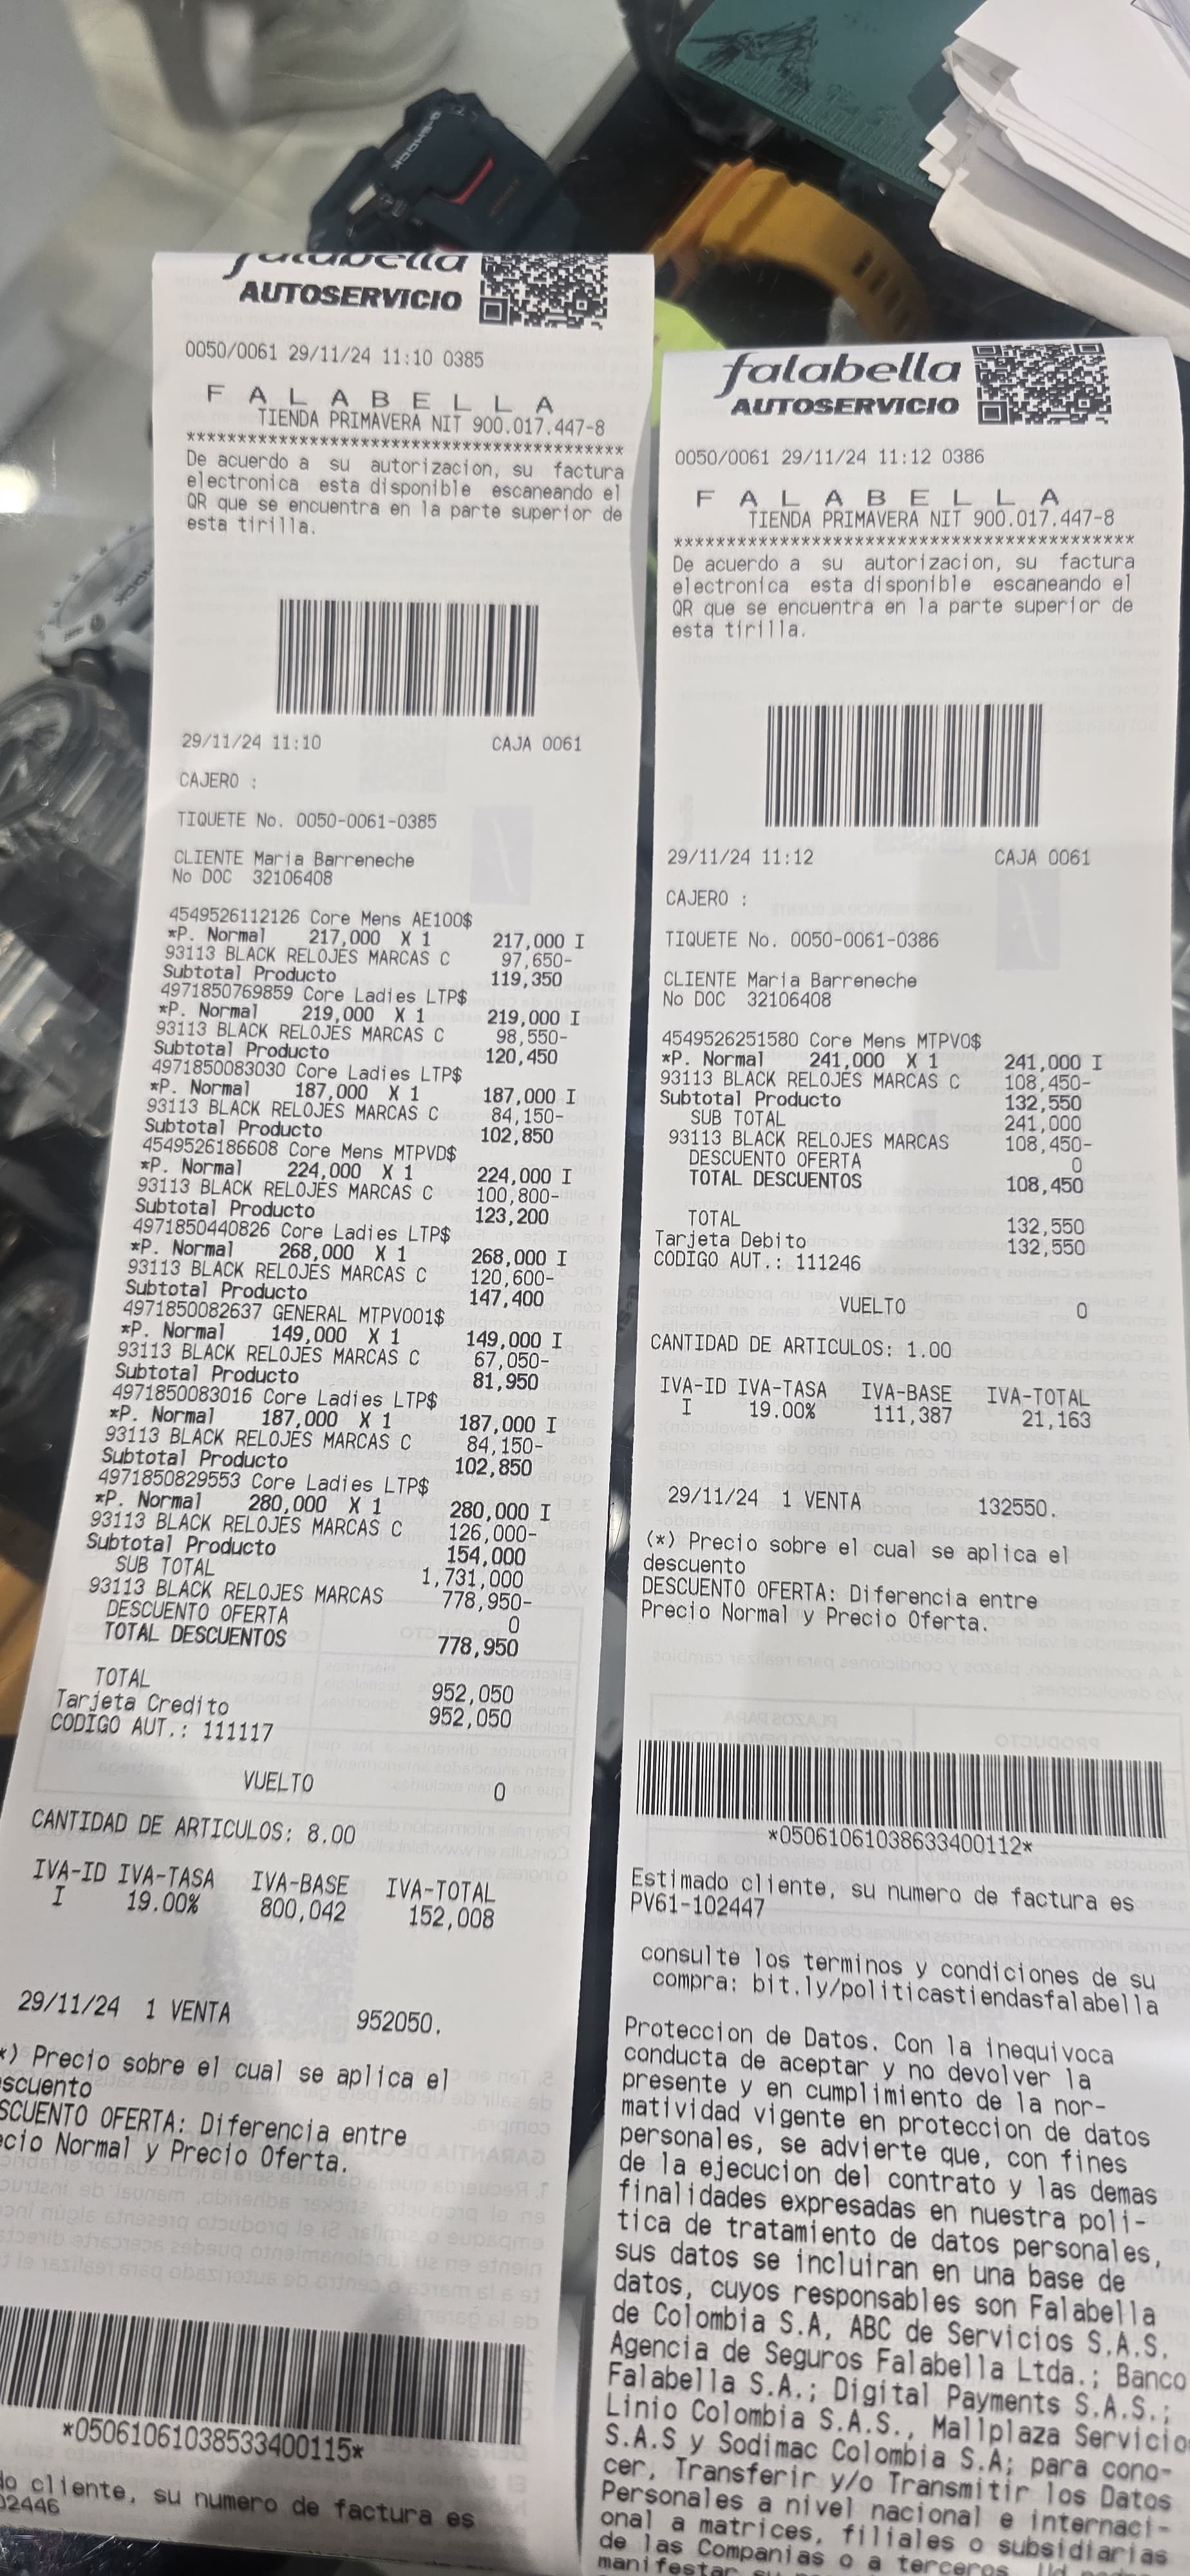 falabella
AUTOSERVICIO
0050/0061 29/11/24 11:10 0385
F A L A B E L L A
TIENDA PRIMAVERA NIT 900.017.447-8
******************************************
De acuerdo a su autorizacion, su factura
electronica esta disponible escaneando el
QR que se encuentra en la parte superior de
esta tirilla.
29/11/24 11:10 CAJA 0061
CAJERO :
TIQUETE No. 0050-0061-0385
CLIENTE Maria Barreneche
No DOC 32106408
4549526112126 Core Mens AE100$
*P. Normal 217,000 X 1 217,000 I
93113 BLACK RELOJES MARCAS C 97,650-
Subtotal Producto 119,350
4971850769859 Core Ladies LTP$
*P. Normal 219,000 X 1 219,000 I
93113 BLACK RELOJES MARCAS C 98,550-
Subtotal Producto 120,450
4971850083030 Core Ladies LTP$
*P. Normal 187,000 X 1 187,000 I
93113 BLACK RELOJES MARCAS C 84,150-
Subtotal Producto 102,850
4549526186608 Core Mens MTPVD$
*P. Normal 224,000 X 1 224,000 I
93113 BLACK RELOJES MARCAS C 100,800-
Subtotal Producto 123,200
4971850440826 Core Ladies LTP$
*P. Normal 268,000 X 1 268,000 I
93113 BLACK RELOJES MARCAS C 120,600-
Subtotal Producto 147,400
4971850082637 GENERAL MTPV001$
*P. Normal 149,000 X 1 149,000 I
93113 BLACK RELOJES MARCAS C 67,050-
Subtotal Producto 81,950
4971850083016 Core Ladies LTP$
*P. Normal 187,000 X 1 187,000 I
93113 BLACK RELOJES MARCAS C 84,150-
Subtotal Producto 102,850
4971850829553 Core Ladies LTP$
*P. Normal 280,000 X 1 280,000 I
93113 BLACK RELOJES MARCAS C 126,000-
Subtotal Producto 154,000
SUB TOTAL 1,731,000
93113 BLACK RELOJES MARCAS 778,950-
DESCUENTO OFERTA 0
TOTAL DESCUENTOS 778,950
TOTAL 952,050
Tarjeta Credito 952,050
CODIGO AUT.: 111117
VUELTO 0
CANTIDAD DE ARTICULOS: 8.00
IVA-ID IVA-TASA IVA-BASE IVA-TOTAL
I 19.00% 800,042 152,008
29/11/24 1 VENTA 952050.
*) Precio sobre el cual se aplica el
scuento
SCUENTO OFERTA: Diferencia entre
cio Normal y Precio Oferta.
*05061061038533400115*
do cliente, su numero de factura es
02446
falabella
AUTOSERVICIO
0050/0061 29/11/24 11:12 0386
F A L A B E L L A
TIENDA PRIMAVERA NIT 900.017.447-8
******************************************
De acuerdo a su autorizacion, su factura
electronica esta disponible escaneando el
QR que se encuentra en la parte superior de
esta tirilla.
29/11/24 11:12 CAJA 0061
CAJERO :
TIQUETE No. 0050-0061-0386
CLIENTE Maria Barreneche
No DOC 32106408
4549526251580 Core Mens MTPV0$
*P. Normal 241,000 X 1 241,000 I
93113 BLACK RELOJES MARCAS C 108,450-
Subtotal Producto 132,550
SUB TOTAL 241,000
93113 BLACK RELOJES MARCAS 108,450-
DESCUENTO OFERTA 0
TOTAL DESCUENTOS 108,450
TOTAL 132,550
Tarjeta Debito 132,550
CODIGO AUT.: 111246
VUELTO 0
CANTIDAD DE ARTICULOS: 1.00
IVA-ID IVA-TASA IVA-BASE IVA-TOTAL
I 19.00% 111,387 21,163
29/11/24 1 VENTA 132550.
(*) Precio sobre el cual se aplica el
descuento
DESCUENTO OFERTA: Diferencia entre
Precio Normal y Precio Oferta.
*05061061038633400112*
Estimado cliente, su numero de factura es
PV61-102447
consulte los terminos y condiciones de su
compra: bit.ly/politicastiendasfalabella
Proteccion de Datos. Con la inequivoca
conducta de aceptar y no devolver la
presente y en cumplimiento de la nor-
matividad vigente en proteccion de datos
personales, se advierte que, con fines
de la ejecucion del contrato y las demas
finalidades expresadas en nuestra poli-
tica de tratamiento de datos personales,
sus datos se incluiran en una base de
datos, cuyos responsables son Falabella
de Colombia S.A, ABC de Servicios S.A.S,
Agencia de Seguros Falabella Ltda.; Banco
Falabella S.A.; Digital Payments S.A.S.;
Linio Colombia S.A.S., Mallplaza Servicio
S.A.S y Sodimac Colombia S.A; para cono-
cer, Transferir y/o Transmitir los Datos
Personales a nivel nacional e internaci-
onal a matrices, filiales o subsidiarias
de las Companias o a terceros.
manifestar su
G-SHOCK